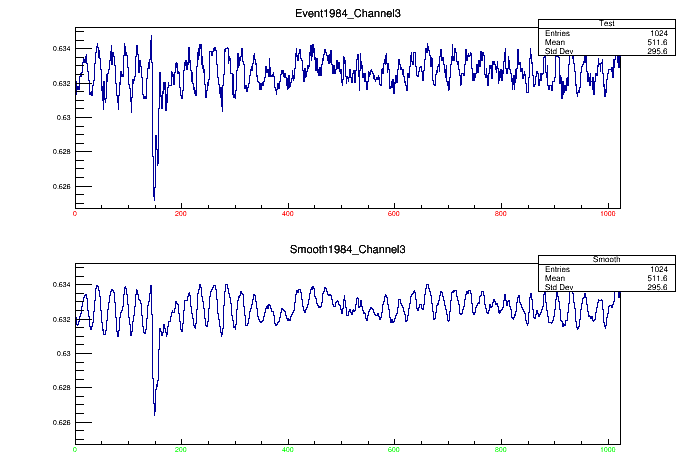 Event1984_Channel3
Test
Entries 1024
Mean 511.6
Std Dev 295.6
0.634
0.632
0.63
0.628
0.626
0 200 400 600 800 1000
Smooth1984_Channel3
Smooth
Entries 1024
Mean 511.6
Std Dev 295.6
0.634
0.632
0.63
0.628
0.626
0 200 400 600 800 1000